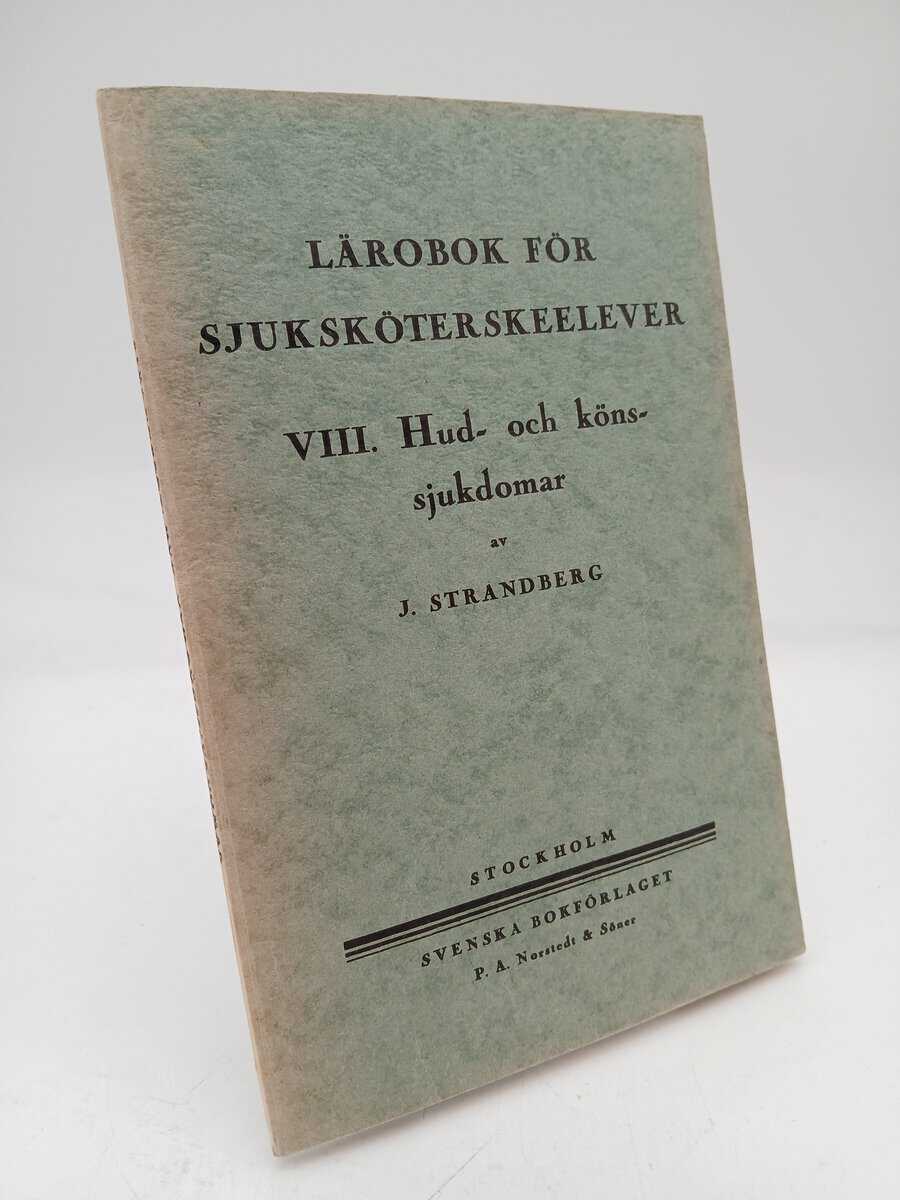 LÄROBOK FÖR
SJUKSKÖTERSKEELEVER
VIII. Hud- och köns-
sjukdomar
av
J. STRANDBERG
STOCKHOLM
SVENSKA BOKFÖRLAGET
P. A. Norstedt & Söner